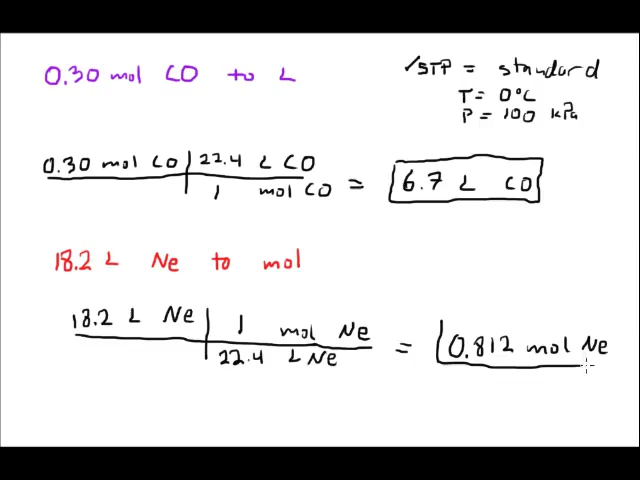 0.30 mol CO to L
✓STP = standard
T = 0°C
P = 100 kPa
0.30 mol CO | 22.4 L CO
1 mol CO = 6.7 L CO
18.2 L Ne to mol
18.2 L Ne | 1 mol Ne
22.4 L Ne = 0.812 mol Ne